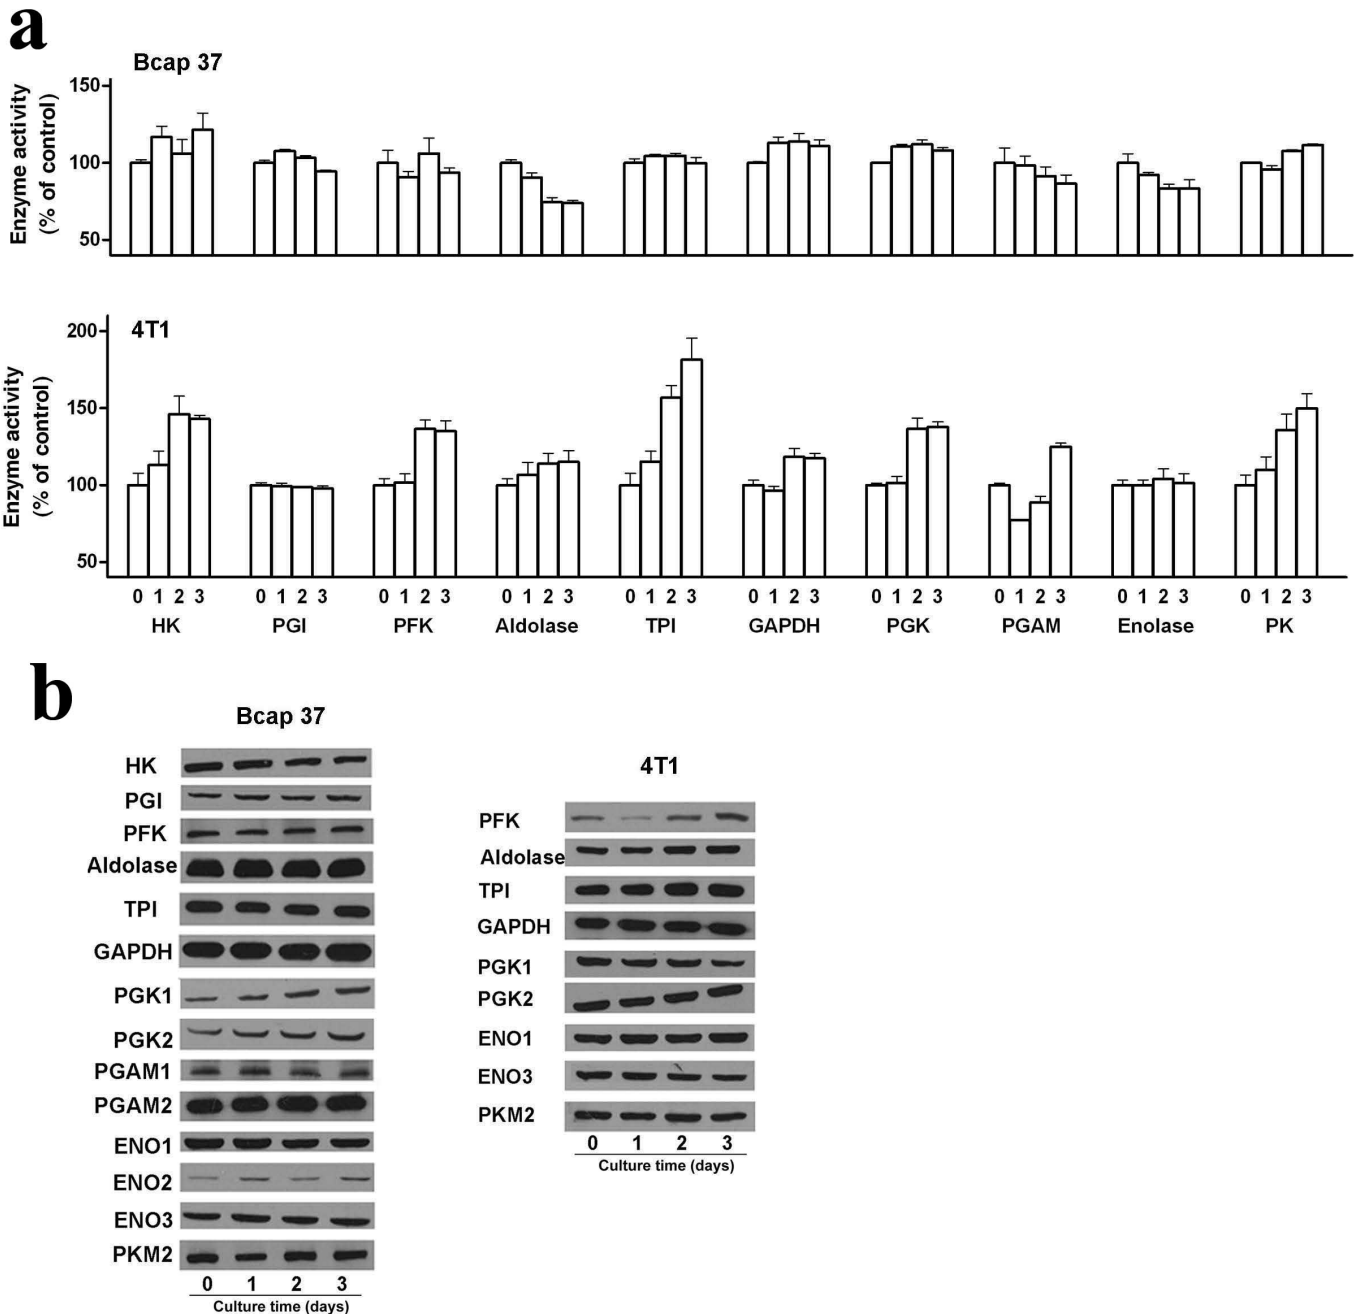 a
Bcap 37
Enzyme activity
(% of control)
150
100
50
4T1
Enzyme activity
(% of control)
200
150
100
50
0 1 2 3 0 1 2 3 0 1 2 3 0 1 2 3 0 1 2 3 0 1 2 3 0 1 2 3 0 1 2 3 0 1 2 3 0 1 2 3
HK PGI PFK Aldolase TPI GAPDH PGK PGAM Enolase PK
b
Bcap 37
HK
PGI
PFK
Aldolase
TPI
GAPDH
PGK1
PGK2
PGAM1
PGAM2
ENO1
ENO2
ENO3
PKM2
0 1 2 3
Culture time (days)
4T1
PFK
Aldolase
TPI
GAPDH
PGK1
PGK2
ENO1
ENO3
PKM2
0 1 2 3
Culture time (days)